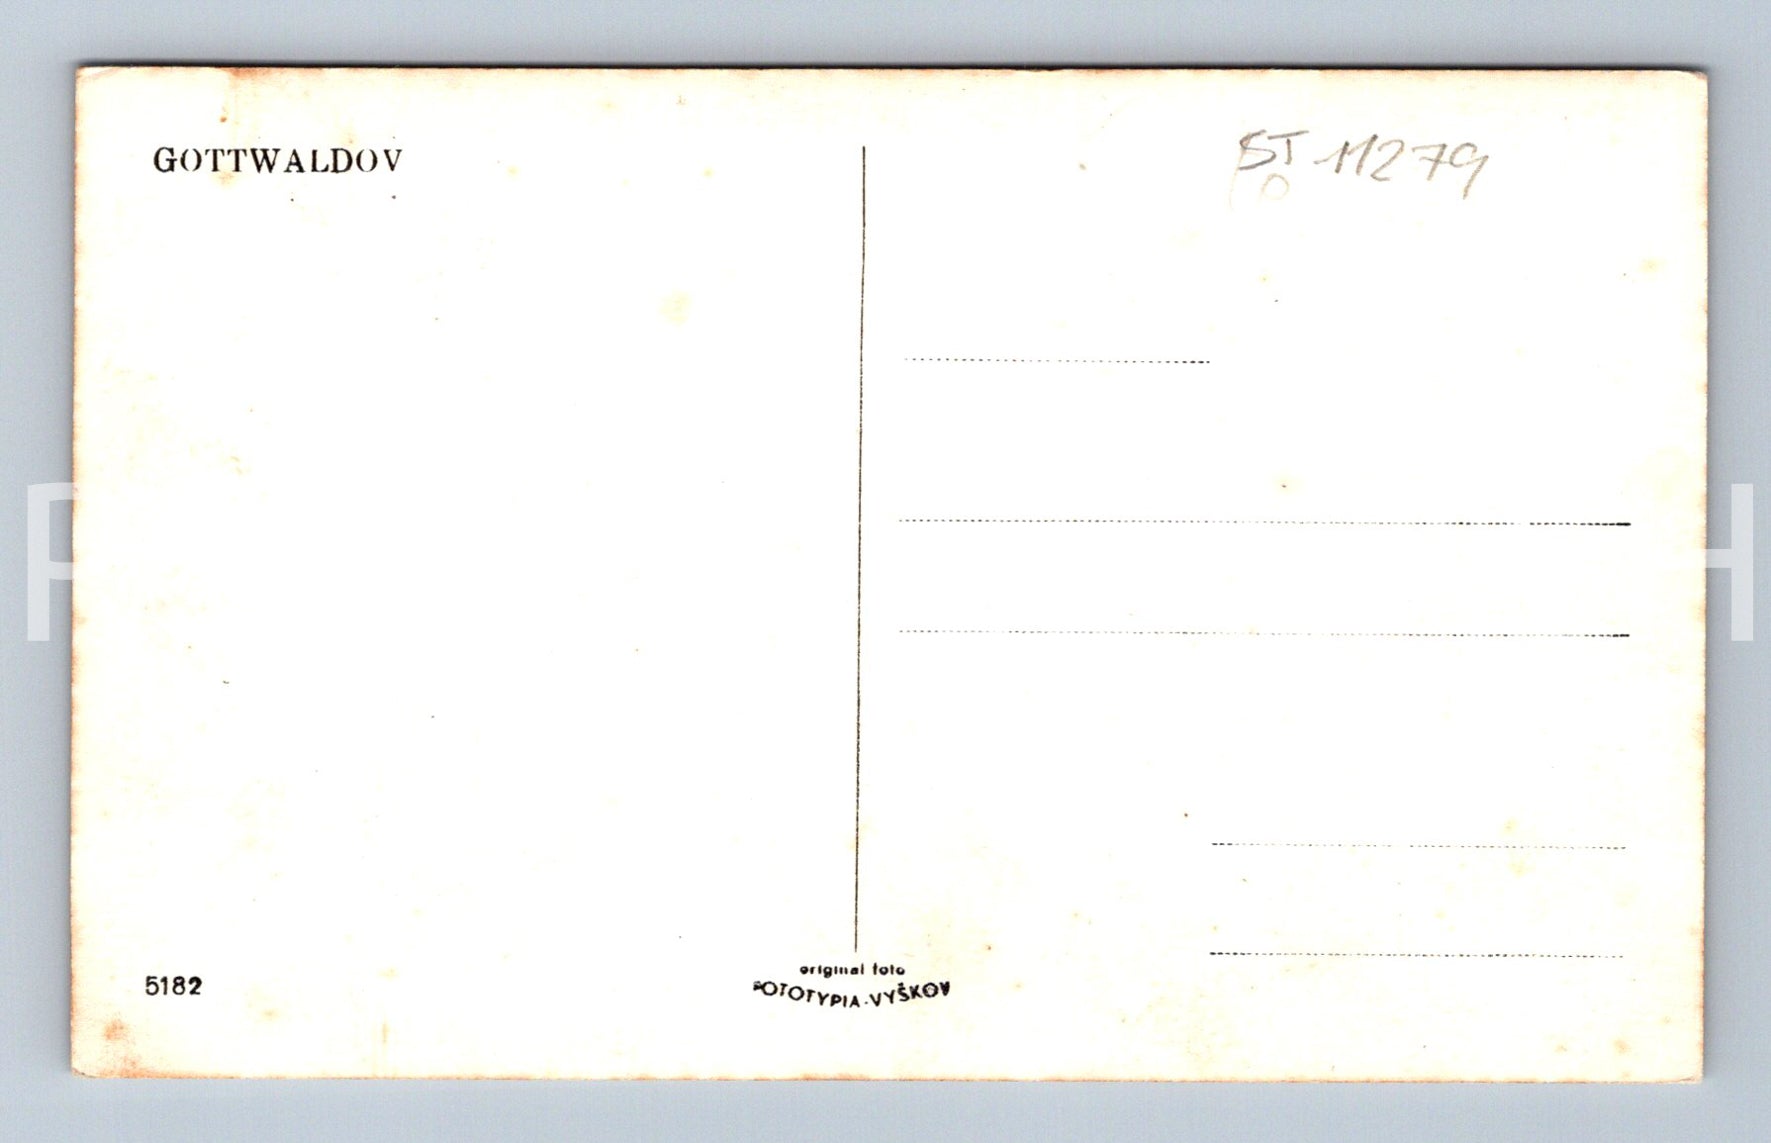 GOTTWALDOV
ST 11279
5182
original foto
FOTOTYPIA-VYŠKOV